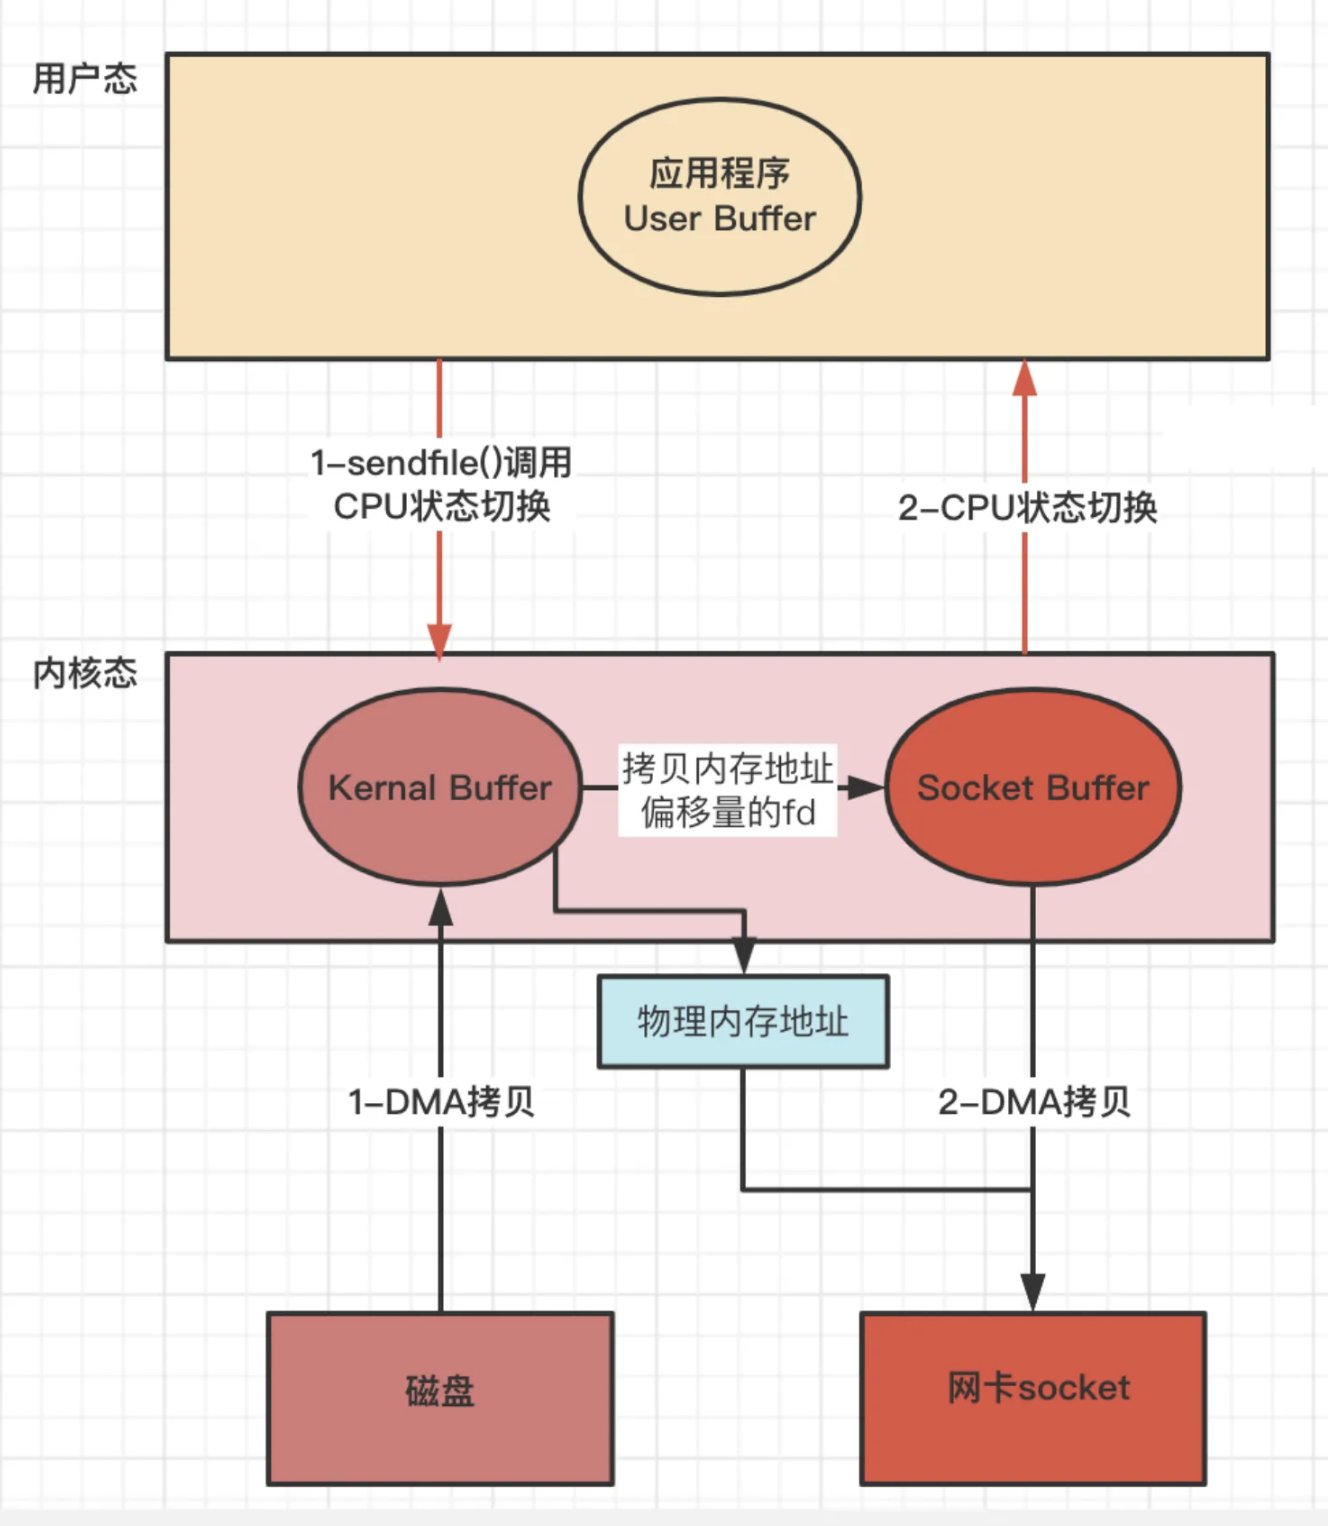 用户态
应用程序
User Buffer
1-sendfile()调用
CPU状态切换
2-CPU状态切换
内核态
Kernal Buffer
拷贝内存地址
偏移量的fd
Socket Buffer
物理内存地址
1-DMA拷贝
2-DMA拷贝
磁盘
网卡socket